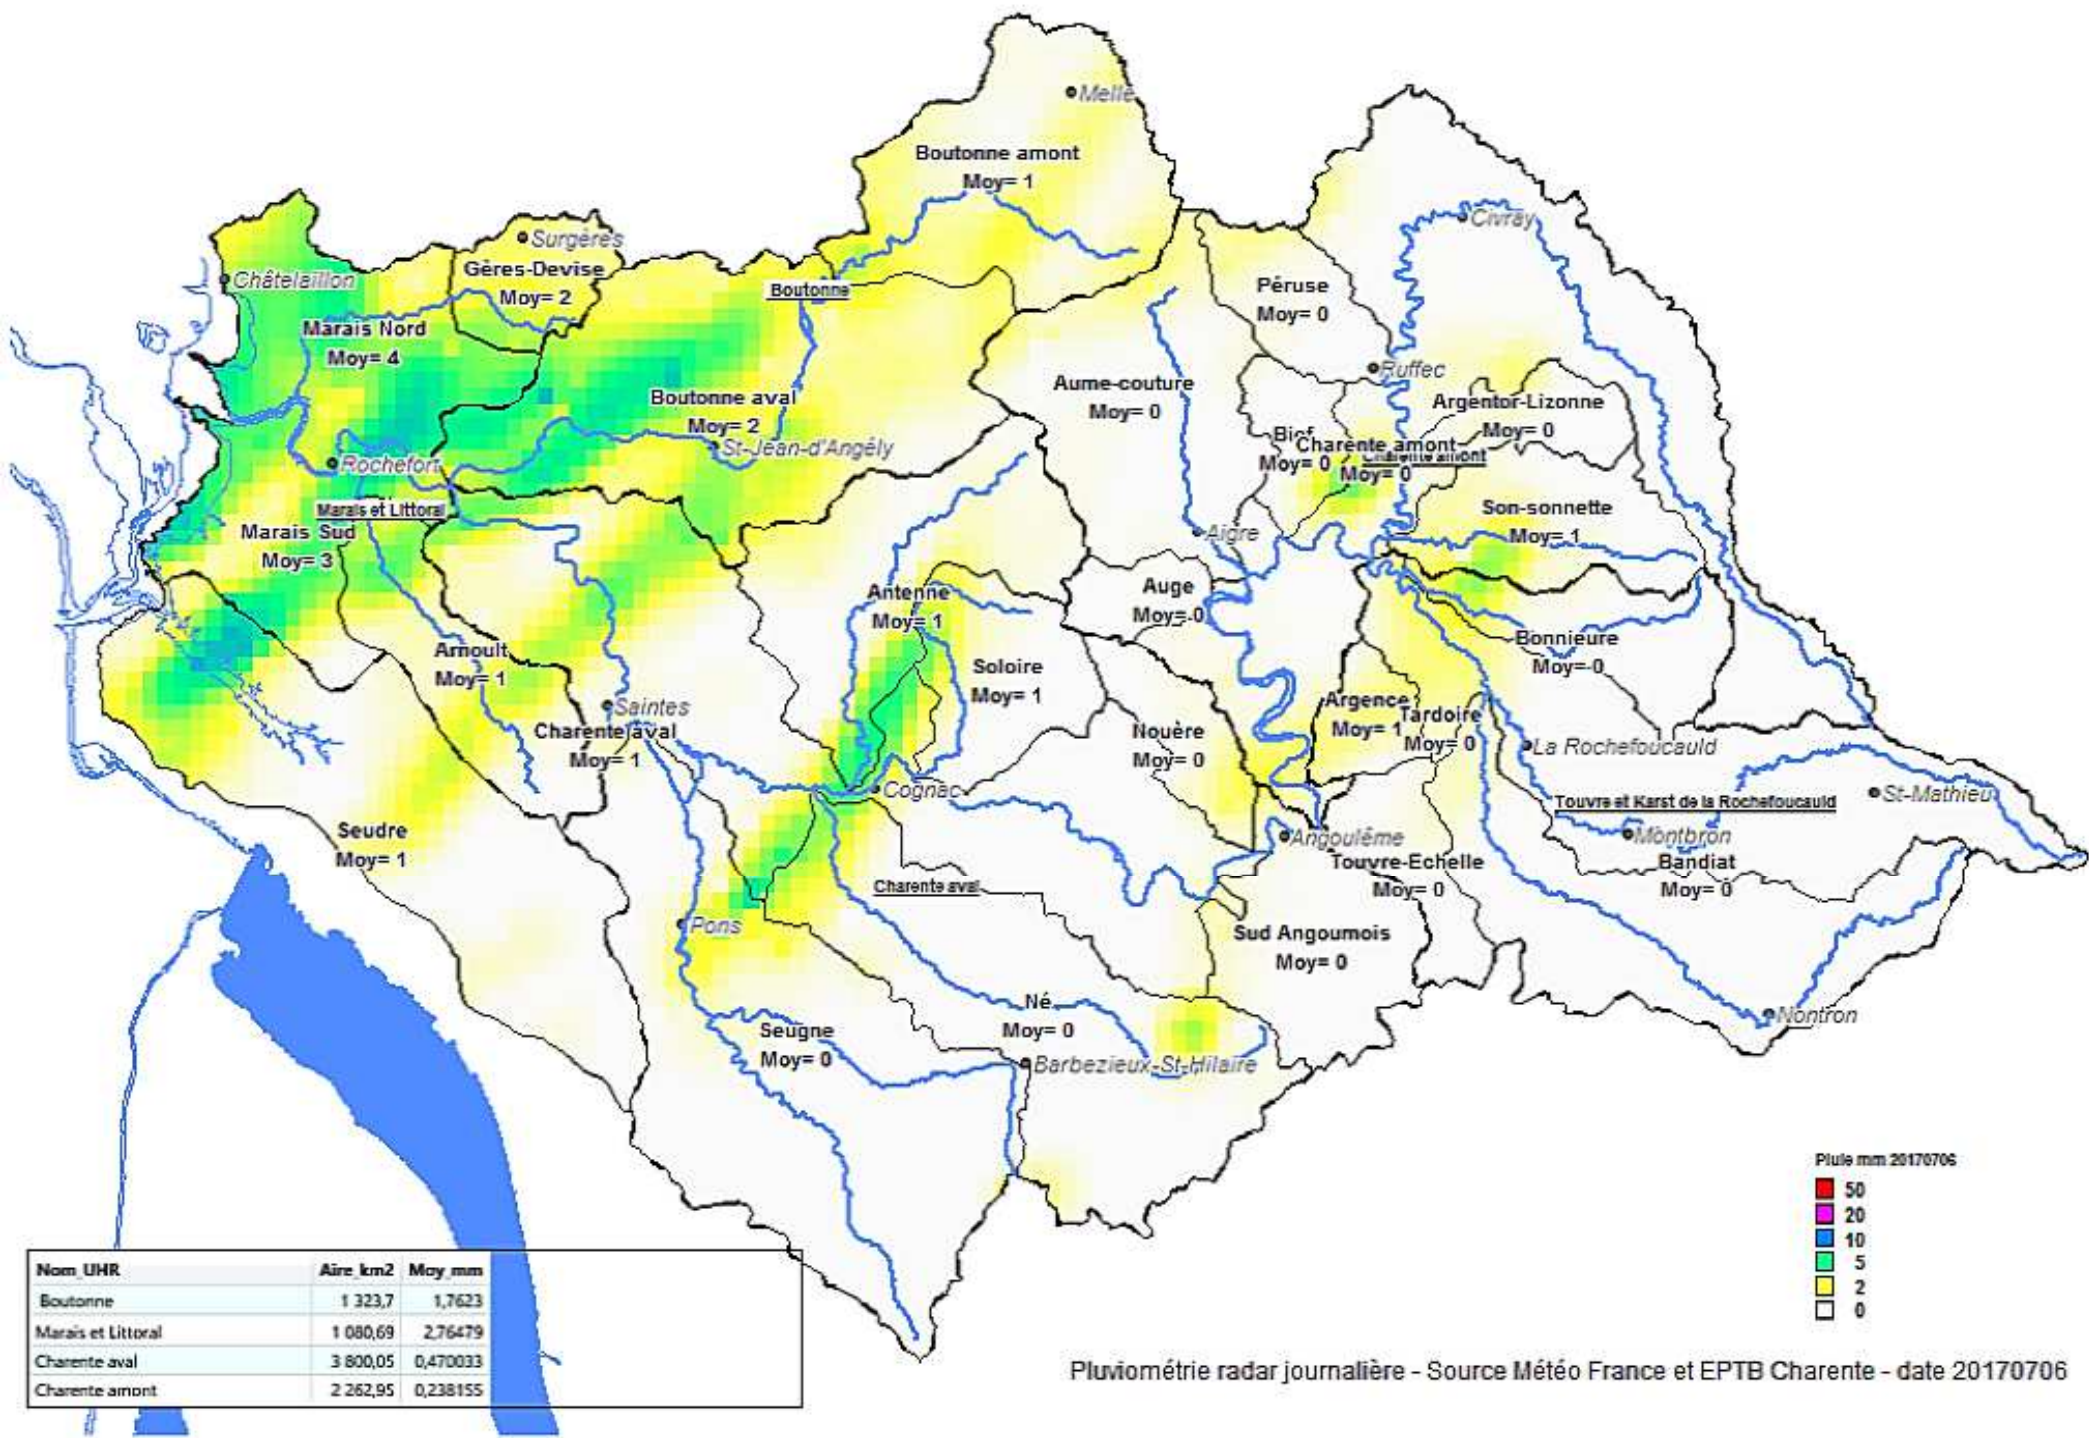 Melle
Boutonne amont
Moy= 1
Civray
Surgères
Gères-Devise
Moy= 2
Châtelaillon
Boutonne
Péruse
Moy= 0
Marais Nord
Moy= 4
Ruffec
Aume-couture
Moy= 0
Boutonne aval
Moy= 2
Argentor-Lizonne
Moy= 0
St-Jean-d'Angély
Bief
Moy= 0
Charente amont
Moy= 0
Charente amont
Rochefort
Marais et Littoral
Son-sonnette
Moy= 1
Marais Sud
Moy= 3
Aigre
Antenne
Moy= 1
Auge
Moy= 0
Bonnieure
Moy= 0
Arnoult
Moy= 1
Soloire
Moy= 1
Saintes
Charente aval
Moy= 1
Nouère
Moy= 0
Argence
Moy= 1
Tardoire
Moy= 0
La Rochefoucauld
Cognac
St-Mathieu
Touvre et Karst de la Rochefoucauld
Seudre
Moy= 1
Angoulême
Montbron
Touvre-Echelle
Moy= 0
Bandiat
Moy= 0
Charente aval
Pons
Sud Angoumois
Moy= 0
Né
Moy= 0
Seugne
Moy= 0
Nontron
Barbezieux-St-Hilaire
Pluie mm 20170706
50
20
10
5
2
0
Nom_UHR Aire_km2 Moy_mm
Boutonne 1 323,7 1,7623
Marais et Littoral 1 080,69 2,76479
Charente aval 3 800,05 0,470033
Charente amont 2 262,95 0,238155
Pluviométrie radar journalière - Source Météo France et EPTB Charente - date 20170706